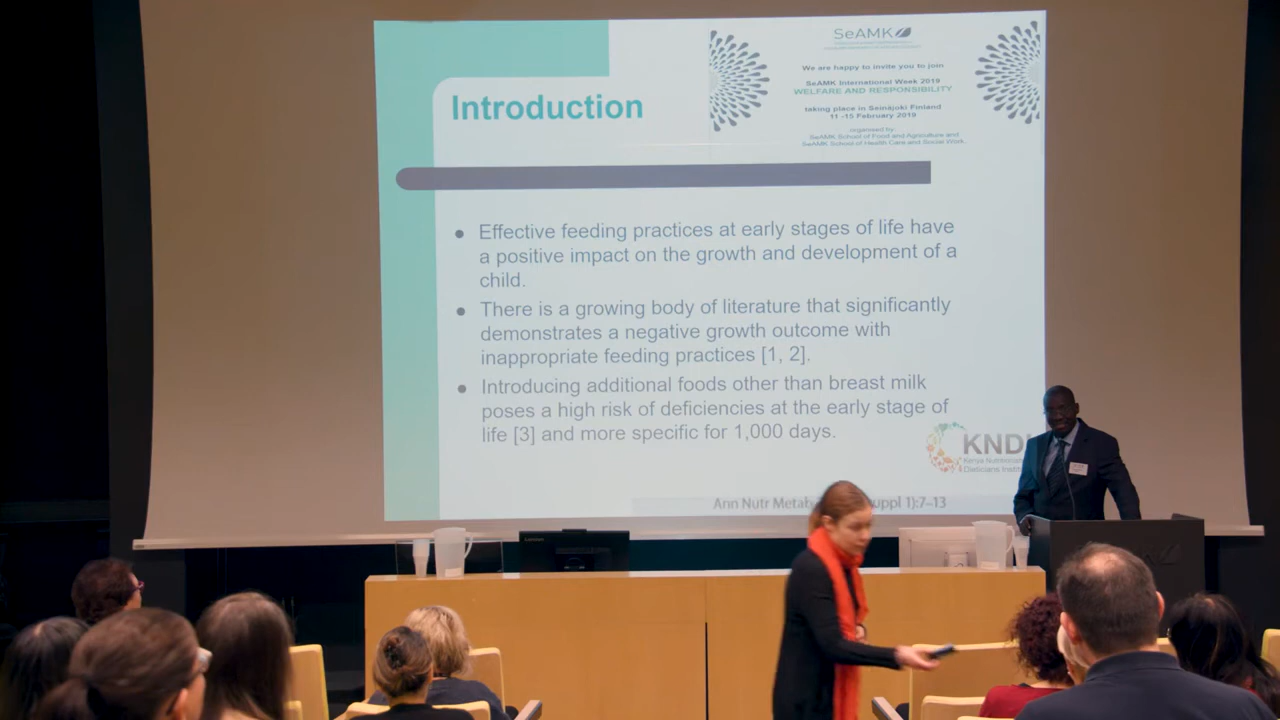 SeAMK
We are happy to invite you to join
SeAMK International Week 2019
WELFARE AND RESPONSIBILITY
taking place in Seinäjoki Finland
11 -15 February 2019
organised by
SeAMK School of Food and Agriculture and
SeAMK School of Health Care and Social Work
Introduction
• Effective feeding practices at early stages of life have
a positive impact on the growth and development of a
child.
• There is a growing body of literature that significantly
demonstrates a negative growth outcome with
inappropriate feeding practices [1, 2].
• Introducing additional foods other than breast milk
poses a high risk of deficiencies at the early stage of
life [3] and more specific for 1,000 days.
KND
Kenya Nutritionis
Dieticians Instit
Ann Nutr Metab
uppl 1):7–13